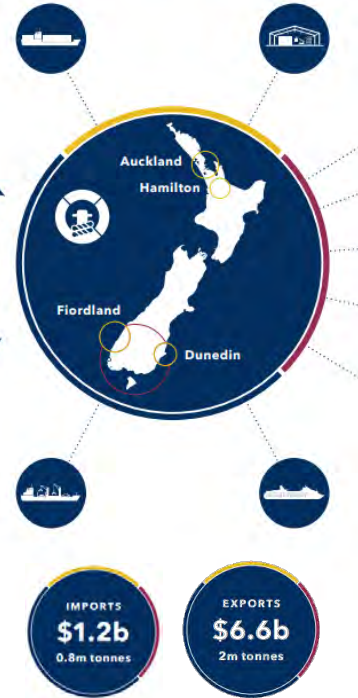 Auckland
Hamilton
Fiordland
Dunedin
IMPORTS
$1.2b
0.8m tonnes
EXPORTS
$6.6b
2m tonnes